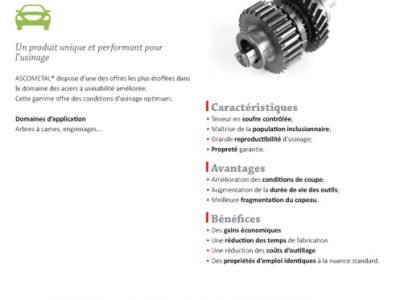 Un produit unique et performant pour
l'usinage
ASCOMETAL® dispose d'une des offres les plus étoffées dans
le domaine des aciers à usinabilité améliorée.
Cette gamme offre des conditions d'usinage optimum.
Domaines d'application
Arbres à cames, engrenages...
Caractéristiques
• Teneur en soufre contrôlée;
• Maîtrise de la population inclusionnaire;
• Grande reproductibilité d'usinage;
• Propreté garantie.
Avantages
• Amélioration des conditions de coupe;
• Augmentation de la durée de vie des outils;
• Meilleure fragmentation du copeau.
Bénéfices
• Des gains économiques
• Une réduction des temps de fabrication
• Une réduction des coûts d'outillage
• Des propriétés d'emploi identiques à la nuance standard.